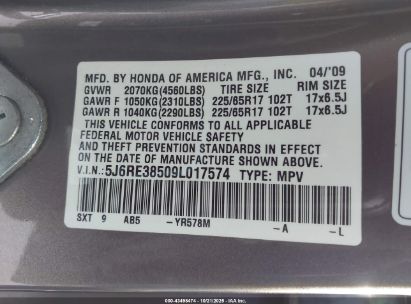 MFD. BY HONDA OF AMERICA MFG., INC. 04/'09
GVWR 2070KG(4560LBS) TIRE SIZE RIM SIZE
GAWR F 1050KG(2310LBS) 225/65R17 102T 17x6.5J
GAWR R 1040KG(2290LBS) 225/65R17 102T 17x6.5J
THIS VEHICLE CONFORMS TO ALL APPLICABLE
FEDERAL MOTOR VEHICLE SAFETY
AND THEFT PREVENTION STANDARDS IN EFFECT ON
THE DATE OF MANUFACTURE SHOWN ABOVE.
V.I.N.:5J6RE38509L017574 TYPE: MPV
SXT 9 AB5 -YR578M -A -L